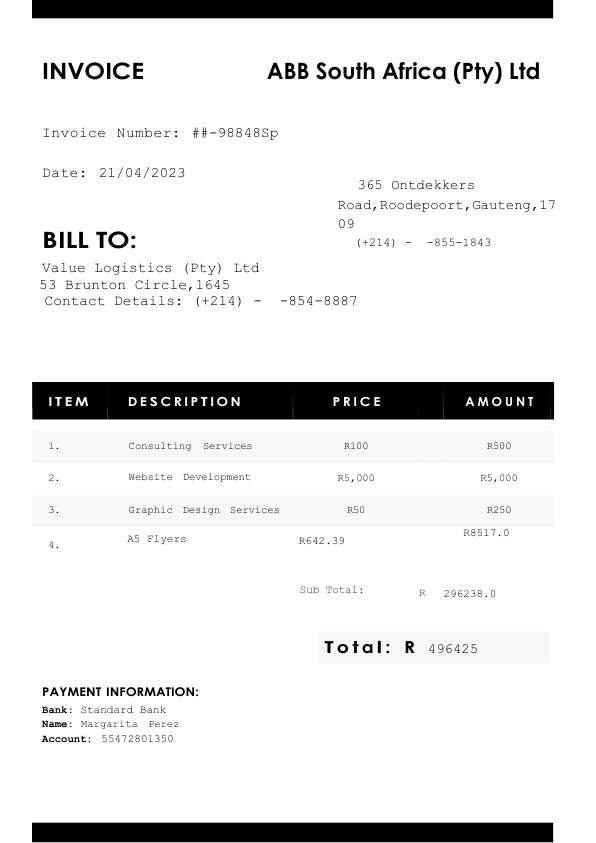 INVOICE ABB South Africa (Pty) Ltd
Invoice Number: ##-98848Sp
Date: 21/04/2023
365 Ontdekkers
Road,Roodepoort,Gauteng,17
09
(+214) - -855-1843
BILL TO:
Value Logistics (Pty) Ltd
53 Brunton Circle,1645
Contact Details: (+214) - -854-8887
ITEM DESCRIPTION PRICE AMOUNT
1. Consulting Services R100 R500
2. Website Development R5,000 R5,000
3. Graphic Design Services R50 R250
4. A5 Flyers R642.39 R8517.0
Sub Total: R 296238.0
Total: R 496425
PAYMENT INFORMATION:
Bank: Standard Bank
Name: Margarita Perez
Account: 55472801350